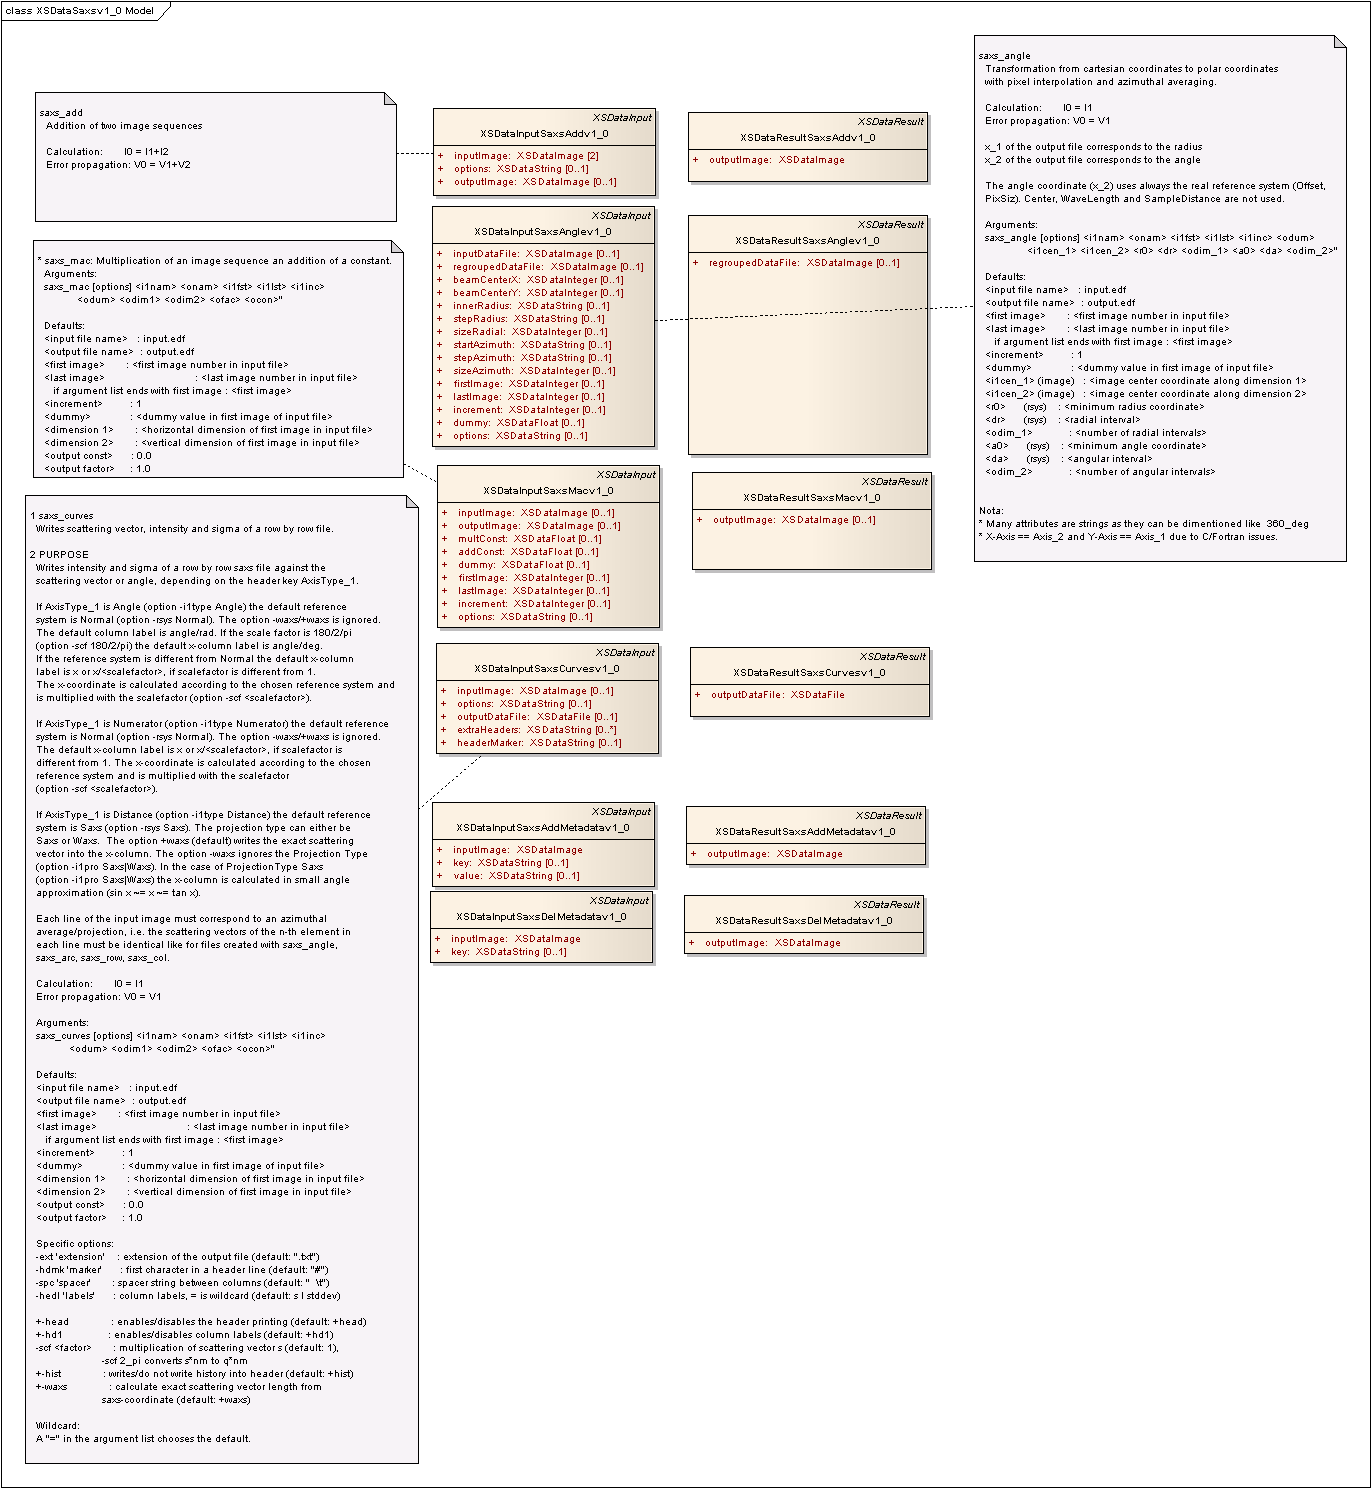 class XSDataSaxsv1_0 Model
saxs_add
Addition of two image sequences
Calculation: I0 = I1+I2
Error propagation: V0 = V1+V2
* saxs_mac: Multiplication of an image sequence an addition of a constant.
Arguments:
saxs_mac [options] <i1nam> <onam> <i1fst> <i1lst> <i1inc>
<odum> <odim1> <odim2> <ofac> <ocon>"
Defaults:
<input file name> : input.edf
<output file name> : output.edf
<first image> : <first image number in input file>
<last image> : <last image number in input file>
if argument list ends with first image : <first image>
<increment> : 1
<dummy> : <dummy value in first image of input file>
<dimension 1> : <horizontal dimension of first image in input file>
<dimension 2> : <vertical dimension of first image in input file>
<output const> : 0.0
<output factor> : 1.0
1 saxs_curves
Writes scattering vector, intensity and sigma of a row by row file.
2 PURPOSE
Writes intensity and sigma of a row by row saxs file against the
scattering vector or angle, depending on the header key AxisType_1.
If AxisType_1 is Angle (option -i1type Angle) the default reference
system is Normal (option -rsys Normal). The option -waxs/+waxs is ignored.
The default column label is angle/rad. If the scale factor is 180/2/pi
(option -scf 180/2/pi) the default x-column label is angle/deg.
If the reference system is different from Normal the default x-column
label is x or x/<scalefactor>, if scalefactor is different from 1.
The x-coordinate is calculated according to the chosen reference system and
is multiplied with the scalefactor (option -scf <scalefactor>).
If AxisType_1 is Numerator (option -i1type Numerator) the default reference
system is Normal (option -rsys Normal). The option -waxs/+waxs is ignored.
The default x-column label is x or x/<scalefactor>, if scalefactor is
different from 1. The x-coordinate is calculated according to the chosen
reference system and is multiplied with the scalefactor
(option -scf <scalefactor>).
If AxisType_1 is Distance (option -i1type Distance) the default reference
system is Saxs (option -rsys Saxs). The projection type can either be
Saxs or Waxs. The option +waxs (default) writes the exact scattering
vector into the x-column. The option -waxs ignores the Projection Type
(option -i1pro Saxs|Waxs). In the case of ProjectionType Saxs
(option -i1pro Saxs|Waxs) the x-column is calculated in small angle
approximation (sin x ~= x ~= tan x).
Each line of the input image must correspond to an azimuthal
average/projection, i.e. the scattering vectors of the n-th element in
each line must be identical like for files created with saxs_angle,
saxs_arc, saxs_row, saxs_col.
Calculation: I0 = I1
Error propagation: V0 = V1
Arguments:
saxs_curves [options] <i1nam> <onam> <i1fst> <i1lst> <i1inc>
<odum> <odim1> <odim2> <ofac> <ocon>"
Defaults:
<input file name> : input.edf
<output file name> : output.edf
<first image> : <first image number in input file>
<last image> : <last image number in input file>
if argument list ends with first image : <first image>
<increment> : 1
<dummy> : <dummy value in first image of input file>
<dimension 1> : <horizontal dimension of first image in input file>
<dimension 2> : <vertical dimension of first image in input file>
<output const> : 0.0
<output factor> : 1.0
Specific options:
-ext 'extension' : extension of the output file (default: ".txt")
-hdmk 'marker' : first character in a header line (default: "#")
-spc 'spacer' : spacer string between columns (default: " \t")
-hedl 'labels' : column labels, = is wildcard (default: s I stddev)
+-head : enables/disables the header printing (default: +head)
+-hd1 : enables/disables column labels (default: +hd1)
-scf <factor> : multiplication of scattering vector s (default: 1),
-scf 2_pi converts s*nm to q*nm
+-hist : writes/do not write history into header (default: +hist)
+-waxs : calculate exact scattering vector length from
saxs-coordinate (default: +waxs)
Wildcard:
A "=" in the argument list chooses the default.
XSDataInput
XSDataInputSaxsAddv1_0
+ inputImage: XSDataImage [2]
+ options: XSDataString [0..1]
+ outputImage: XSDataImage [0..1]
XSDataResult
XSDataResultSaxsAddv1_0
+ outputImage: XSDataImage
XSDataInput
XSDataInputSaxsAnglev1_0
+ inputDataFile: XSDataImage [0..1]
+ regroupedDataFile: XSDataImage [0..1]
+ beamCenterX: XSDataInteger [0..1]
+ beamCenterY: XSDataInteger [0..1]
+ innerRadius: XSDataString [0..1]
+ stepRadius: XSDataString [0..1]
+ sizeRadial: XSDataInteger [0..1]
+ startAzimuth: XSDataString [0..1]
+ stepAzimuth: XSDataString [0..1]
+ sizeAzimuth: XSDataInteger [0..1]
+ firstImage: XSDataInteger [0..1]
+ lastImage: XSDataInteger [0..1]
+ increment: XSDataInteger [0..1]
+ dummy: XSDataFloat [0..1]
+ options: XSDataString [0..1]
XSDataResult
XSDataResultSaxsAnglev1_0
+ regroupedDataFile: XSDataImage [0..1]
XSDataInput
XSDataInputSaxsMacv1_0
+ inputImage: XSDataImage [0..1]
+ outputImage: XSDataImage [0..1]
+ multConst: XSDataFloat [0..1]
+ addConst: XSDataFloat [0..1]
+ dummy: XSDataFloat [0..1]
+ firstImage: XSDataInteger [0..1]
+ lastImage: XSDataInteger [0..1]
+ increment: XSDataInteger [0..1]
+ options: XSDataString [0..1]
XSDataResult
XSDataResultSaxsMacv1_0
+ outputImage: XSDataImage [0..1]
XSDataInput
XSDataInputSaxsCurvesv1_0
+ inputImage: XSDataImage [0..1]
+ options: XSDataString [0..1]
+ outputDataFile: XSDataFile [0..1]
+ extraHeaders: XSDataString [0..*]
+ headerMarker: XSDataString [0..1]
XSDataResult
XSDataResultSaxsCurvesv1_0
+ outputDataFile: XSDataFile
XSDataInput
XSDataInputSaxsAddMetadatav1_0
+ inputImage: XSDataImage
+ key: XSDataString [0..1]
+ value: XSDataString [0..1]
XSDataResult
XSDataResultSaxsAddMetadatav1_0
+ outputImage: XSDataImage
XSDataInput
XSDataInputSaxsDelMetadatav1_0
+ inputImage: XSDataImage
+ key: XSDataString [0..1]
XSDataResult
XSDataResultSaxsDelMetadatav1_0
+ outputImage: XSDataImage
saxs_angle
Transformation from cartesian coordinates to polar coordinates
with pixel interpolation and azimuthal averaging.
Calculation: I0 = I1
Error propagation: V0 = V1
x_1 of the output file corresponds to the radius
x_2 of the output file corresponds to the angle
The angle coordinate (x_2) uses always the real reference system (Offset,
PixSiz). Center, WaveLength and SampleDistance are not used.
Arguments:
saxs_angle [options] <i1nam> <onam> <i1fst> <i1lst> <i1inc> <odum>
<i1cen_1> <i1cen_2> <r0> <dr> <odim_1> <a0> <da> <odim_2>"
Defaults:
<input file name> : input.edf
<output file name> : output.edf
<first image> : <first image number in input file>
<last image> : <last image number in input file>
if argument list ends with first image : <first image>
<increment> : 1
<dummy> : <dummy value in first image of input file>
<i1cen_1> (image) : <image center coordinate along dimension 1>
<i1cen_2> (image) : <image center coordinate along dimension 2>
<r0> (rsys) : <minimum radius coordinate>
<dr> (rsys) : <radial interval>
<odim_1> : <number of radial intervals>
<a0> (rsys) : <minimum angle coordinate>
<da> (rsys) : <angular interval>
<odim_2> : <number of angular intervals>
Nota:
* Many attributes are strings as they can be dimentioned like 360_deg
* X-Axis == Axis_2 and Y-Axis == Axis_1 due to C/Fortran issues.